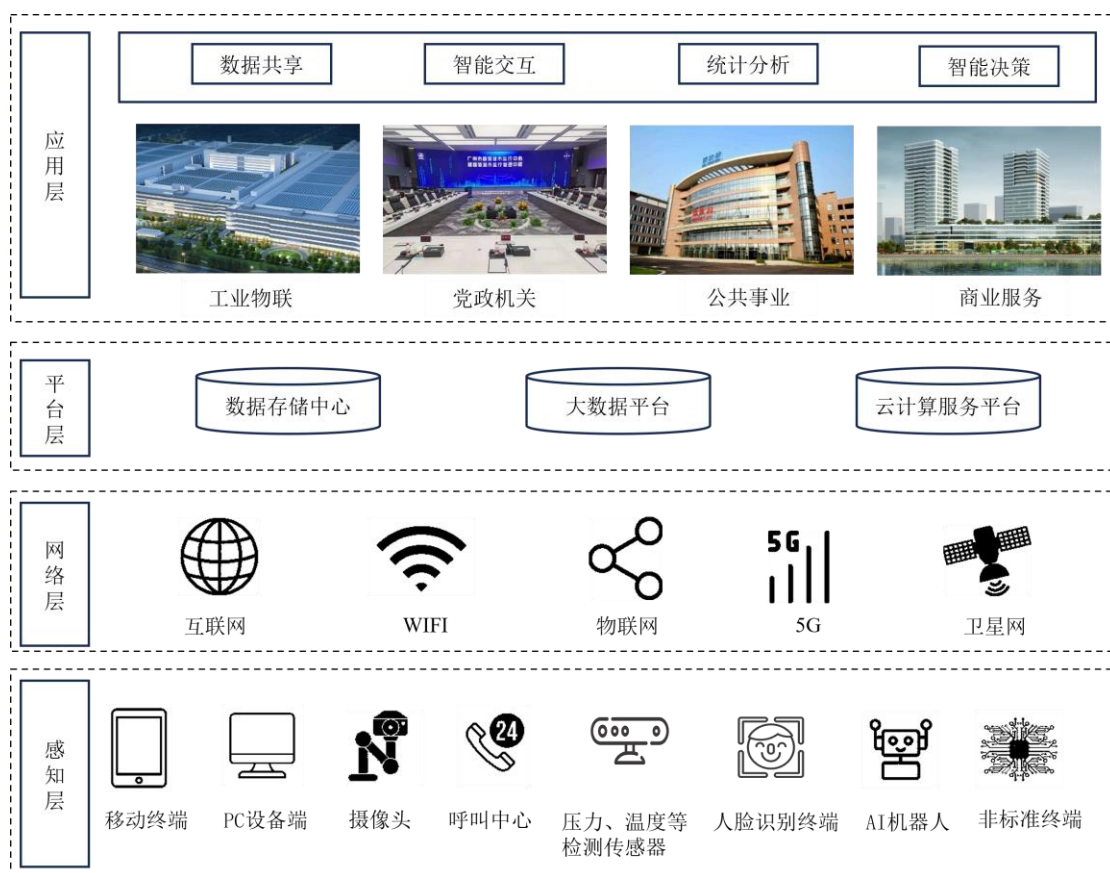 应用层
数据共享
智能交互
统计分析
智能决策
工业物联
党政机关
公共事业
商业服务
平台层
数据存储中心
大数据平台
云计算服务平台
网络层
5G
互联网
WIFI
物联网
5G
卫星网
感知层
24
移动终端
PC设备端
摄像头
呼叫中心
压力、温度等
检测传感器
人脸识别终端
AI机器人
非标准终端